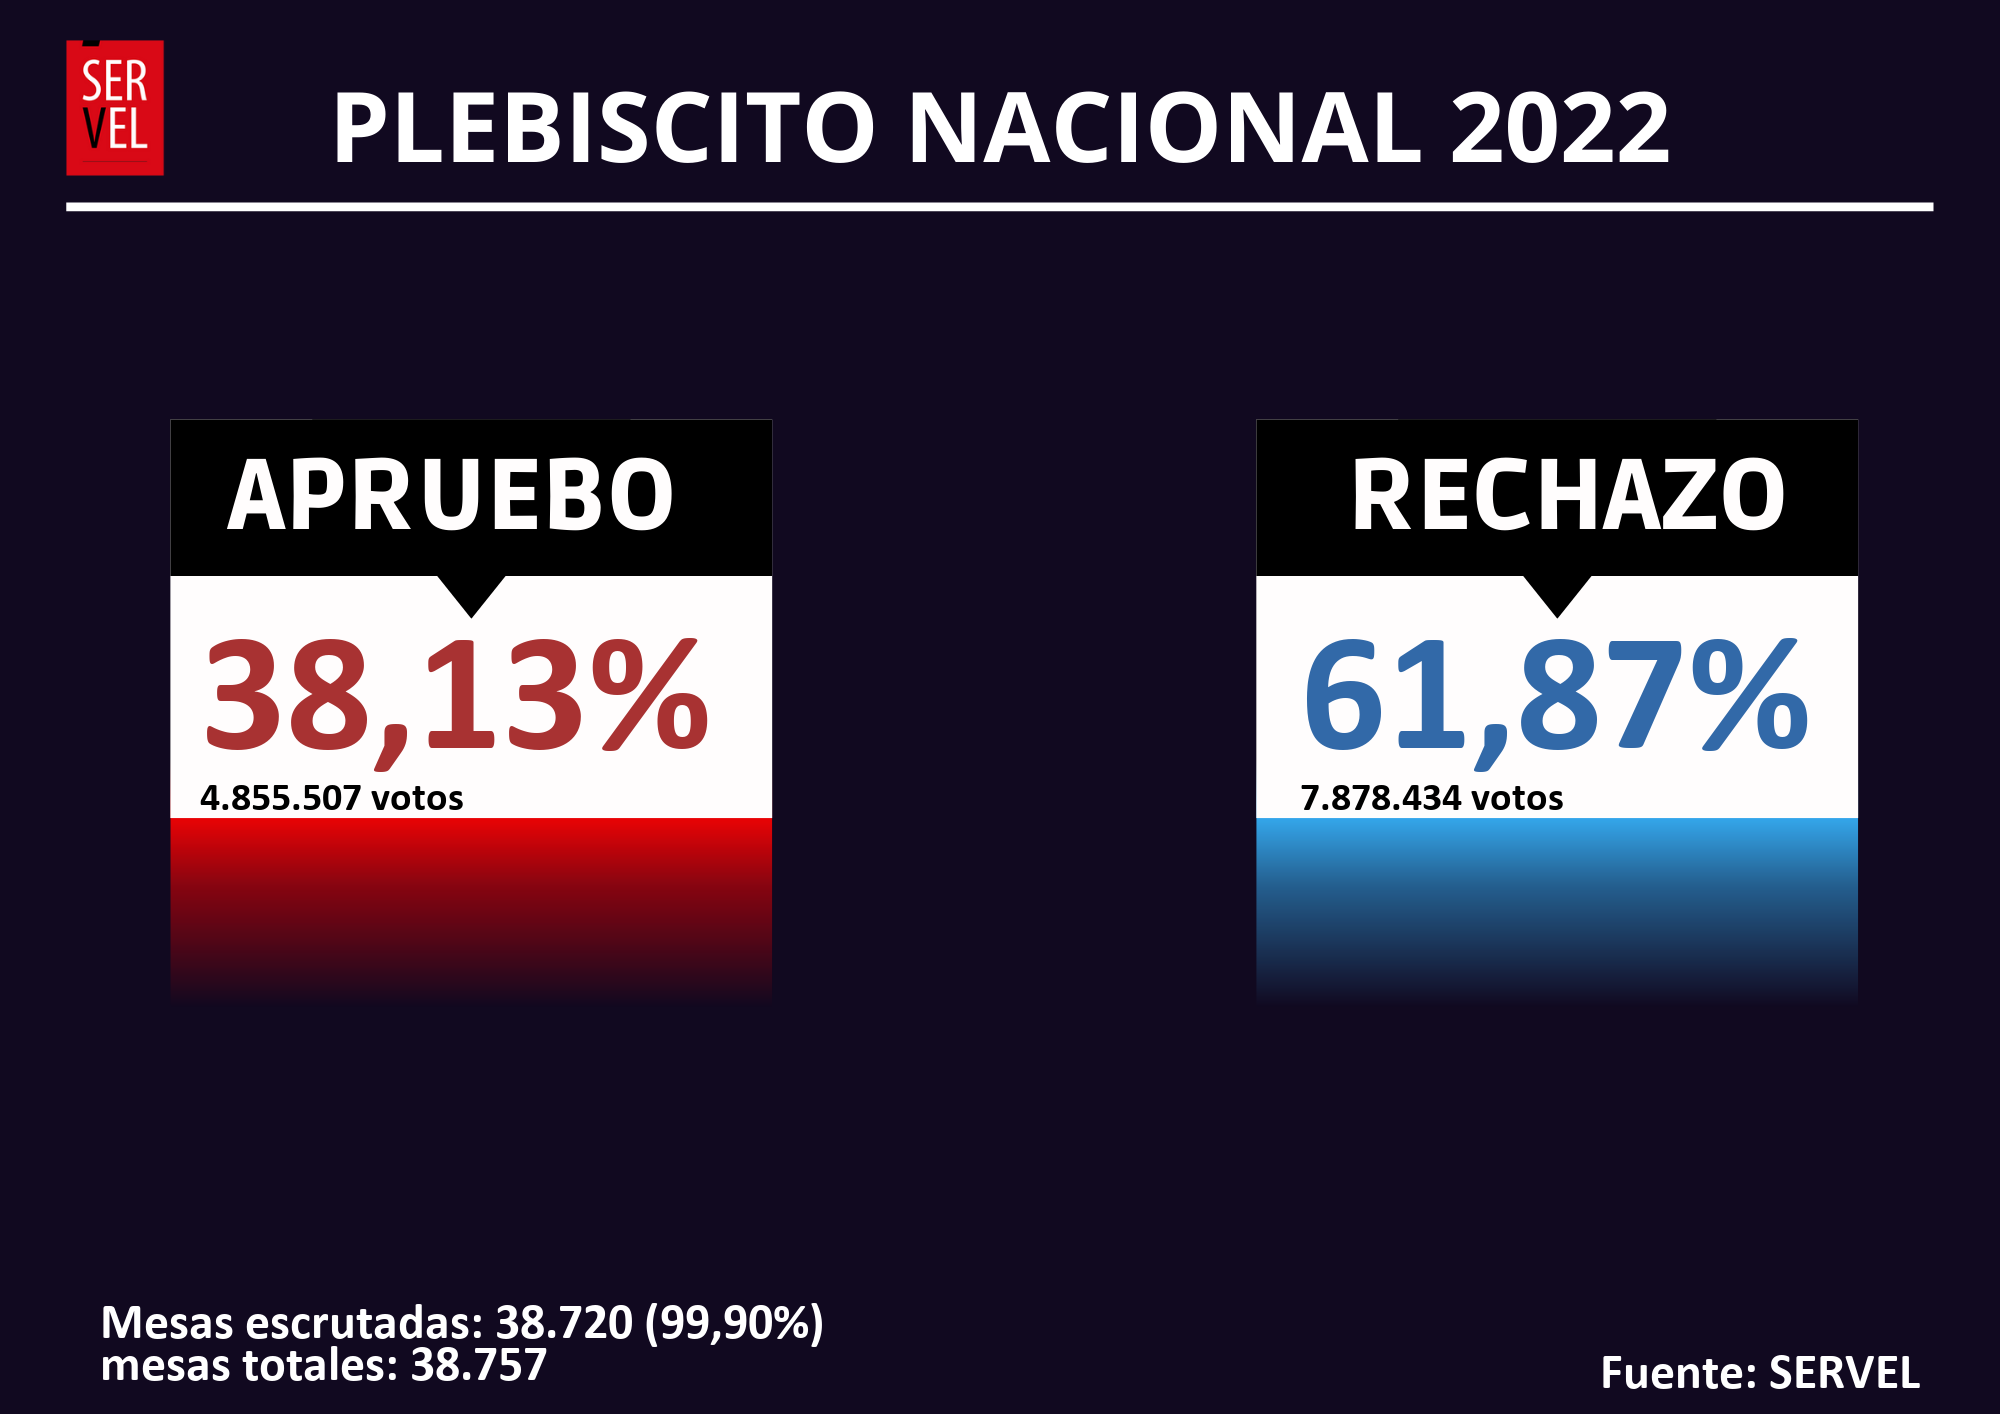 SER
VEL
PLEBISCITO NACIONAL 2022
APRUEBO
38,13%
4.855.507 votos
RECHAZO
61,87%
7.878.434 votos
Mesas escrutadas: 38.720 (99,90%)
mesas totales: 38.757
Fuente: SERVEL